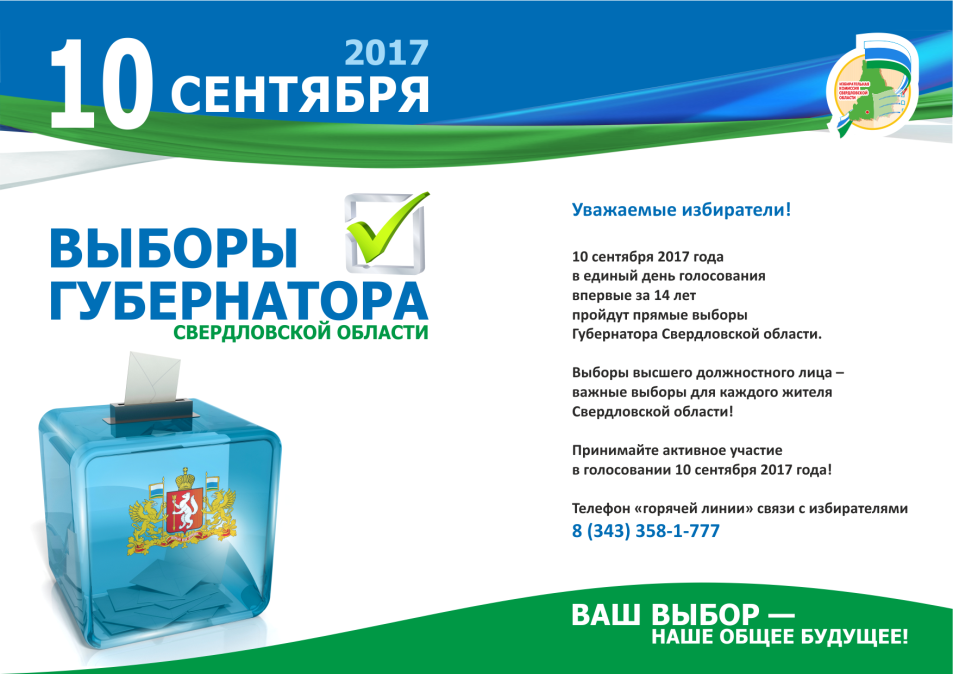 10
2017
СЕНТЯБРЯ
ИЗБИРАТЕЛЬНАЯ
КОМИССИЯ
СВЕРДЛОВСКОЙ
ОБЛАСТИ
ВЫБОРЫ
ГУБЕРНАТОРА
СВЕРДЛОВСКОЙ ОБЛАСТИ
Уважаемые избиратели!
10 сентября 2017 года
в единый день голосования
впервые за 14 лет
пройдут прямые выборы
Губернатора Свердловской области.
Выборы высшего должностного лица –
важные выборы для каждого жителя
Свердловской области!
Принимайте активное участие
в голосовании 10 сентября 2017 года!
Телефон «горячей линии» связи с избирателями
8 (343) 358-1-777
ВАШ ВЫБОР —
НАШЕ ОБЩЕЕ БУДУЩЕЕ!